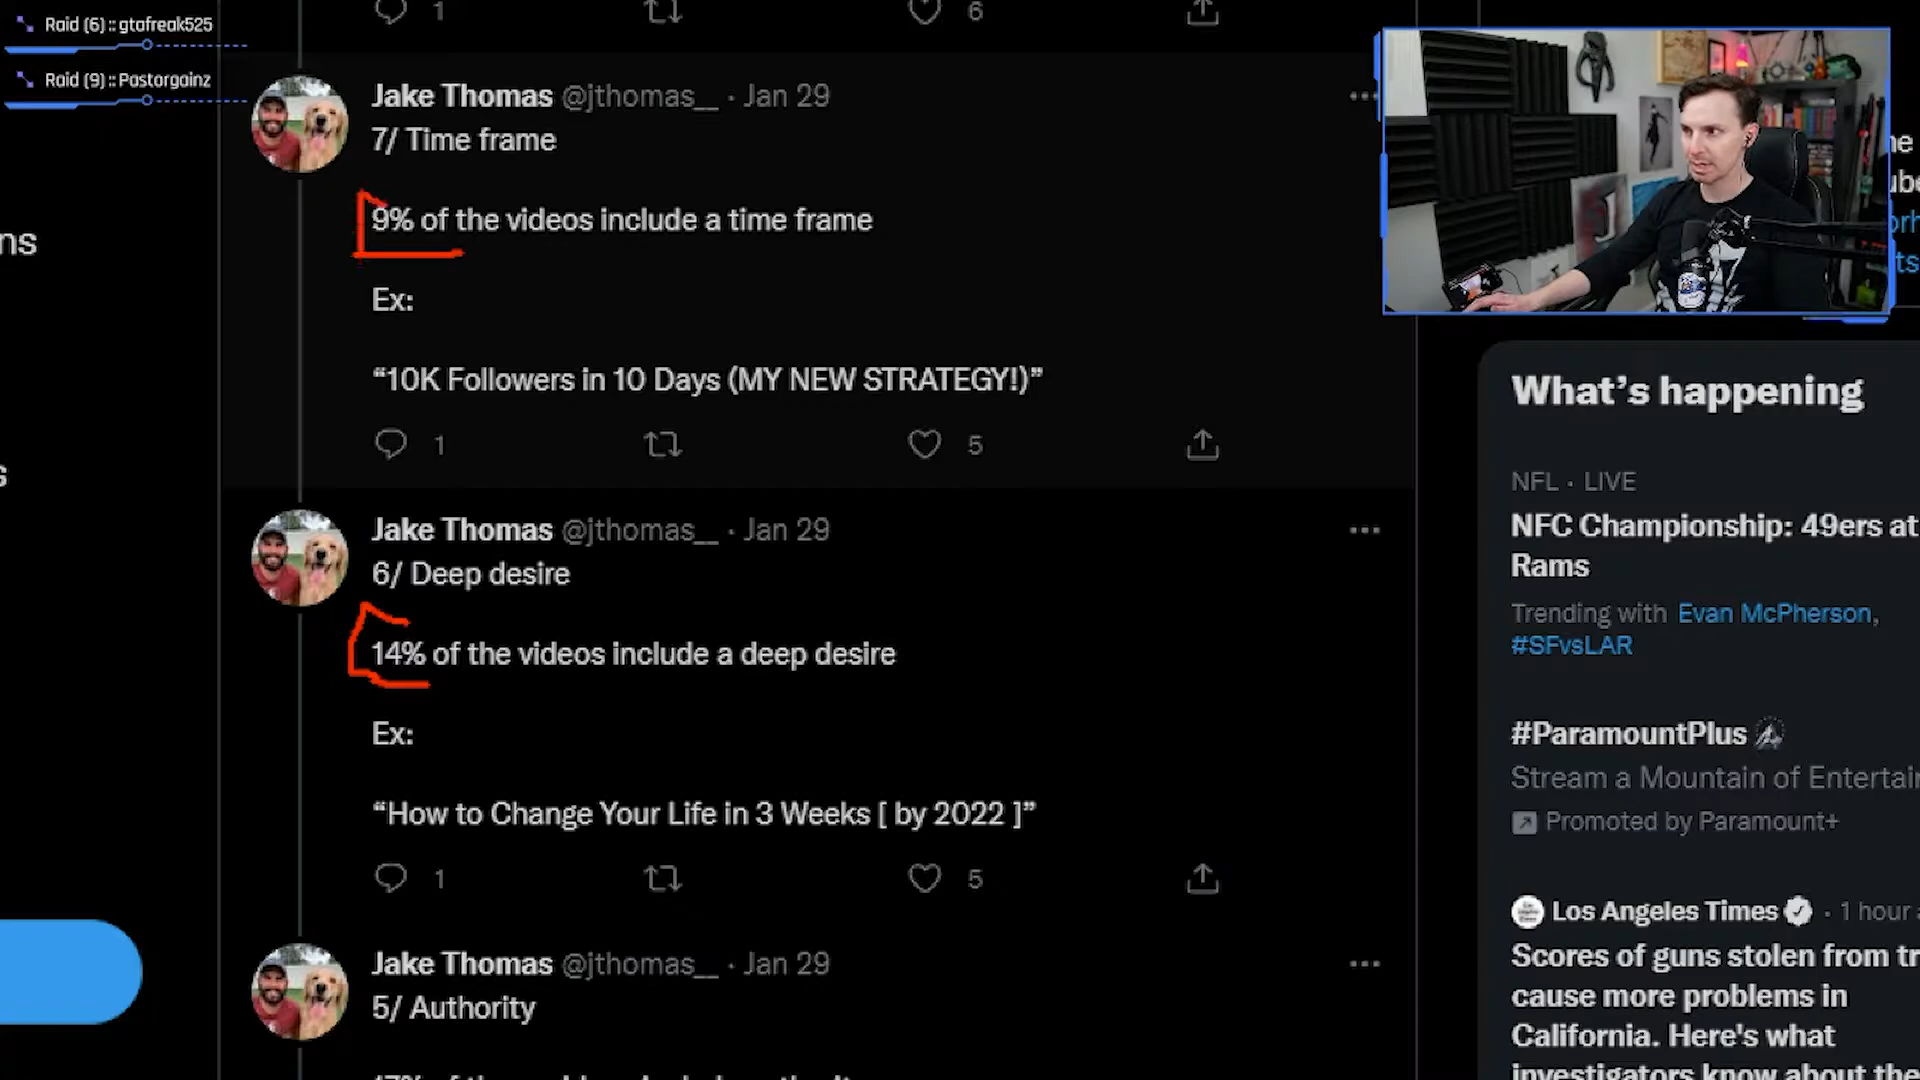 Raid (6) :: gtafreak525
Raid (9) :: Pastorgainz
ns
s
1
6
Jake Thomas @jthomas__ · Jan 29
7/ Time frame
9% of the videos include a time frame
Ex:
“10K Followers in 10 Days (MY NEW STRATEGY!)”
1
5
Jake Thomas @jthomas__ · Jan 29
6/ Deep desire
14% of the videos include a deep desire
Ex:
“How to Change Your Life in 3 Weeks [ by 2022 ]”
1
5
Jake Thomas @jthomas__ · Jan 29
5/ Authority
What’s happening
NFL · LIVE
NFC Championship: 49ers at
Rams
Trending with Evan McPherson,
#SFvsLAR
#ParamountPlus
Stream a Mountain of Entertai
Promoted by Paramount+
Los Angeles Times · 1 hour
Scores of guns stolen from tr
cause more problems in
California. Here's what
investigators know about the